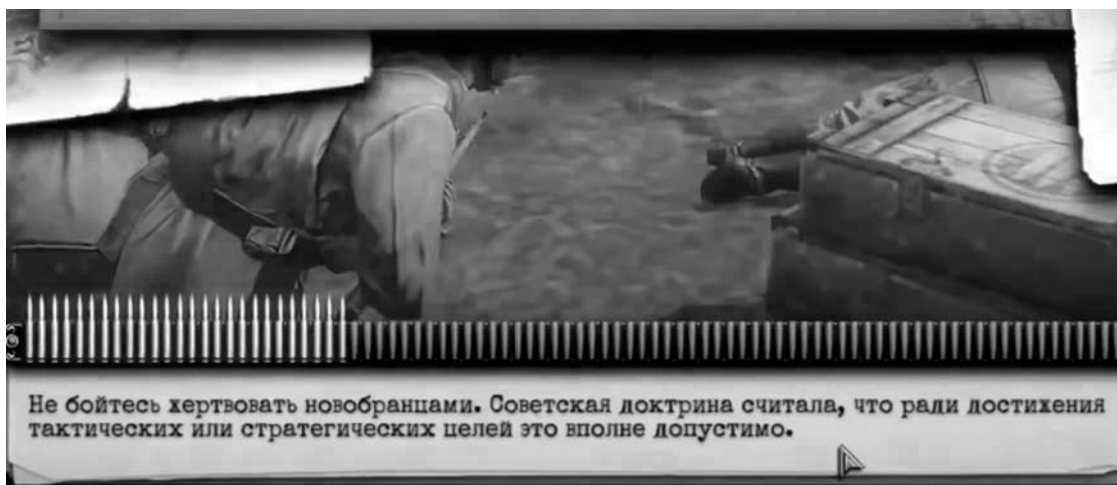 Не бойтесь жертвовать новобранцами. Советская доктрина считала, что ради достижения
тактических или стратегических целей это вполне допустимо.